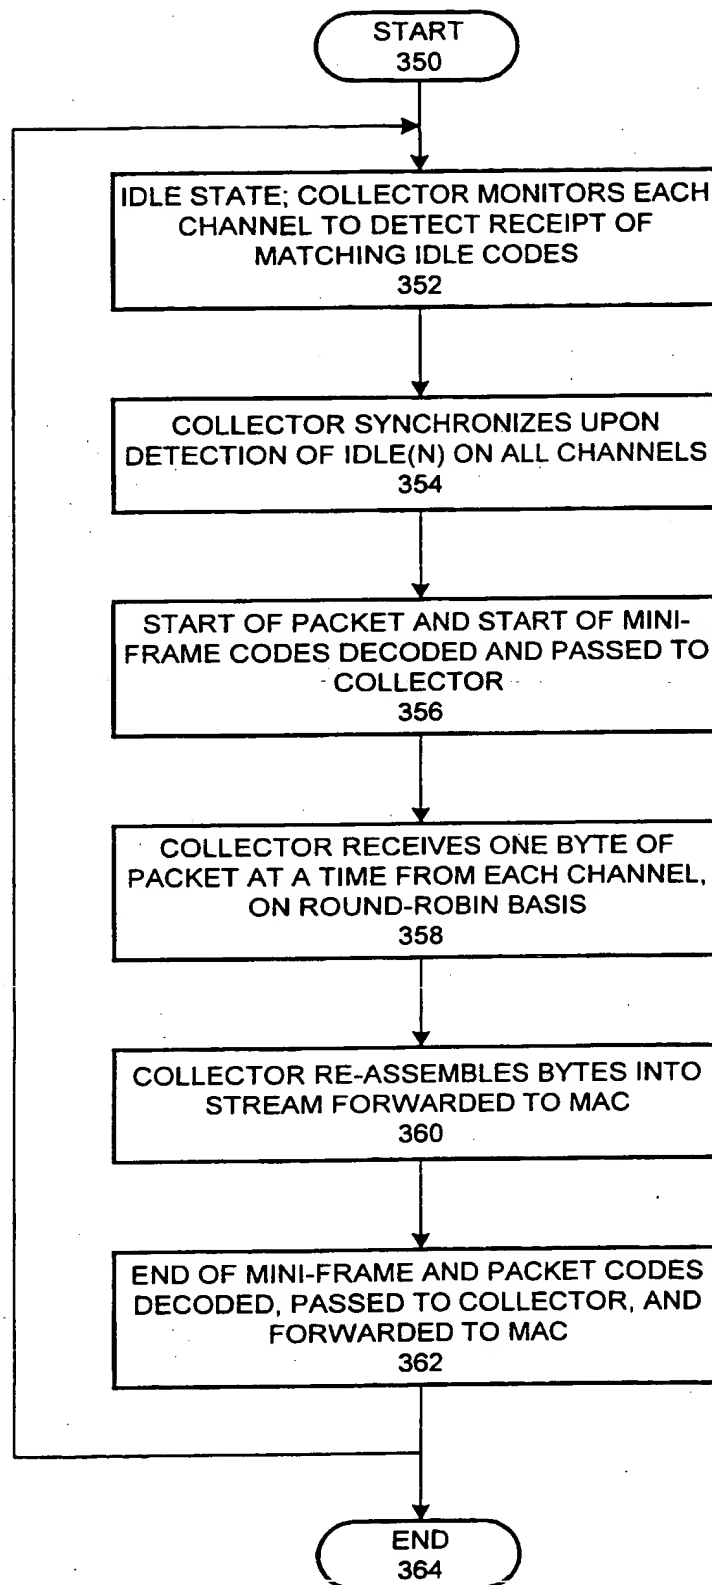 START
350
IDLE STATE; COLLECTOR MONITORS EACH
CHANNEL TO DETECT RECEIPT OF
MATCHING IDLE CODES
352
COLLECTOR SYNCHRONIZES UPON
DETECTION OF IDLE(N) ON ALL CHANNELS
354
START OF PACKET AND START OF MINI-
FRAME CODES DECODED AND PASSED TO
COLLECTOR
356
COLLECTOR RECEIVES ONE BYTE OF
PACKET AT A TIME FROM EACH CHANNEL,
ON ROUND-ROBIN BASIS
358
COLLECTOR RE-ASSEMBLES BYTES INTO
STREAM FORWARDED TO MAC
360
END OF MINI-FRAME AND PACKET CODES
DECODED, PASSED TO COLLECTOR, AND
FORWARDED TO MAC
362
END
364